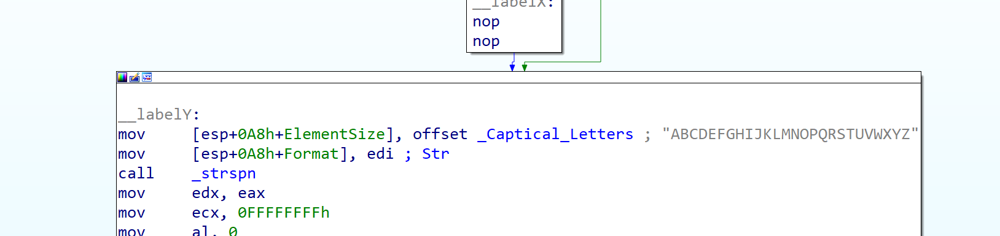 __labelX:
nop
nop
__labelY:
mov     [esp+0A8h+ElementSize], offset _Captical_Letters ; "ABCDEFGHIJKLMNOPQRSTUVWXYZ"
mov     [esp+0A8h+Format], edi ; Str
call    _strspn
mov     edx, eax
mov     ecx, 0FFFFFFFFh
mov     al, 0